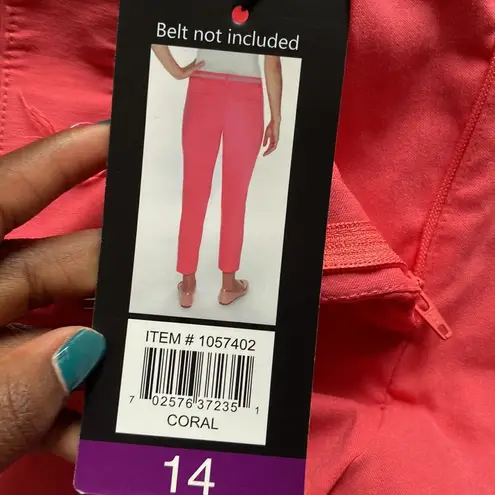 Belt not included
ITEM # 1057402
7 02576 37235 1
CORAL
14